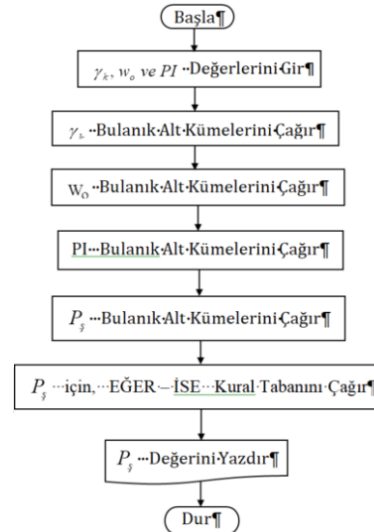 Başla¶
γₖ, wₒ ve PI ··Değerlerini·Gir¶
γₖ ··Bulanık·Alt·Kümelerini·Çağır¶
Wₒ ··Bulanık·Alt·Kümelerini·Çağır¶
PI···Bulanık·Alt·Kümelerini·Çağır¶
Pş ···Bulanık·Alt·Kümelerini·Çağır¶
Pş ···için,···EĞER·–·İSE···Kural·Tabanını·Çağır¶
Pş ···Değerini·Yazdır¶
Dur¶